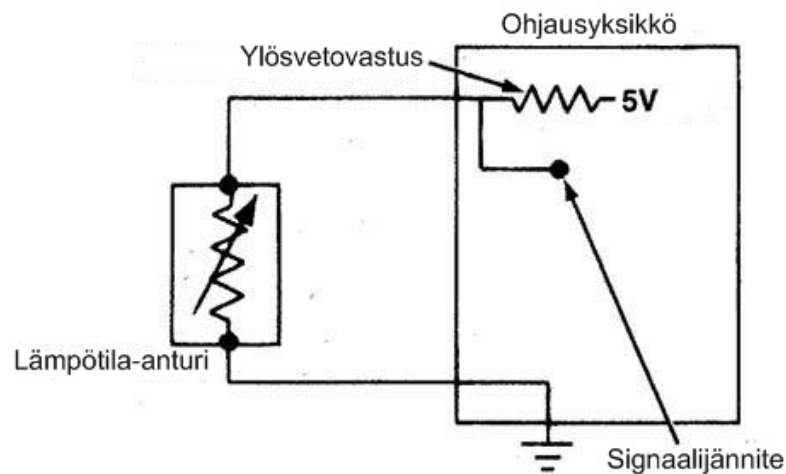 Ohjausyksikkö
Ylösvetovastus
5V
Lämpötila-anturi
Signaalijännite